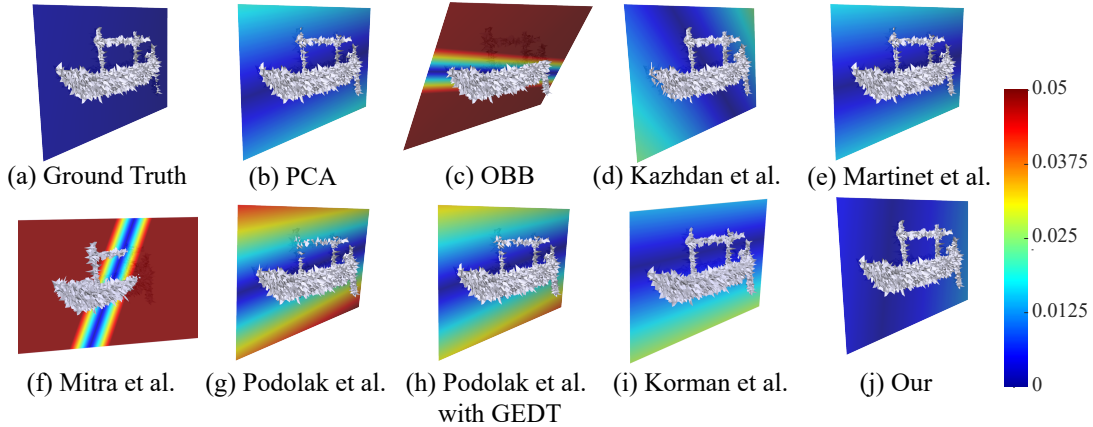 (a) Ground Truth
(b) PCA
(c) OBB
(d) Kazhdan et al.
(e) Martinet et al.
(f) Mitra et al.
(g) Podolak et al.
(h) Podolak et al.
with GEDT
(i) Korman et al.
(j) Our
0.05
0.0375
0.025
0.0125
0